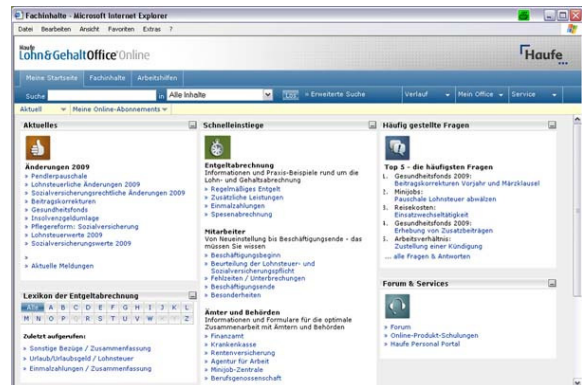 Fachinhalte - Microsoft Internet Explorer
Datei Bearbeiten Ansicht Favoriten Extras ?
Haufe
Lohn&GehaltOffice Online
Haufe
Meine Startseite Fachinhalte Arbeitshilfen
Suche in Alle Inhalte » Erweiterte Suche Verlauf Mein Office Service
Aktuell Meine Online-Abonnements
Aktuelles
Änderungen 2009
» Pendlerpauschale
» Lohnsteuerliche Änderungen 2009
» Sozialversicherungsrechtliche Änderungen 2009
» Beitragskorrekturen
» Gesundheitsfonds
» Insolvenzgeldumlage
» Pflegereform: Sozialversicherung
» Lohnsteuerwerte 2009
» Sozialversicherungswerte 2009
»
» Aktuelle Meldungen
Lexikon der Entgeltabrechnung
Alle A B C D E F G H I J K L
M N O P Q R S T U V W X Y Z
Zuletzt aufgerufen:
» Sonstige Bezüge / Zusammenfassung
» Urlaub/Urlaubsgeld / Lohnsteuer
» Einmalzahlungen / Zusammenfassung
Schnelleinstiege
Entgeltabrechnung
Informationen und Praxis-Beispiele rund um die
Lohn- und Gehaltsabrechnung
» Regelmäßiges Entgelt
» Zusätzliche Leistungen
» Einmalzahlungen
» Spesenabrechnung
Mitarbeiter
Von Neueinstellung bis Beschäftigungsende - das
müssen Sie wissen
» Beschäftigungsbeginn
» Beurteilung der Lohnsteuer- und
Sozialversicherungspflicht
» Fehlzeiten / Unterbrechungen
» Beschäftigungsende
» Besonderheiten
Ämter und Behörden
Informationen und Formulare für die optimale
Zusammenarbeit mit Ämtern und Behörden
» Finanzamt
» Krankenkasse
» Rentenversicherung
» Agentur für Arbeit
» Minijob-Zentrale
» Berufsgenossenschaft
Häufig gestellte Fragen
Top 5 - die häufigsten Fragen
1. Gesundheitsfonds 2009:
Beitragskorrekturen Vorjahr und Märzklausel
2. Minijobs:
Pauschale Lohnsteuer abwälzen
3. Reisekosten:
Einsatzwechseltätigkeit
4. Gesundheitsfonds 2009:
Erhebung von Zusatzbeiträgen
5. Arbeitsverhältnis:
Zustellung einer Kündigung
... alle Fragen & Antworten
Forum & Services
» Forum
» Online-Produkt-Schulungen
» Haufe Personal Portal